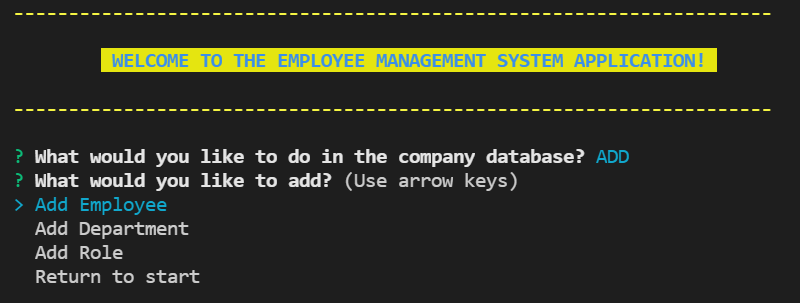 ----------------------------------------------------------------------
WELCOME TO THE EMPLOYEE MANAGEMENT SYSTEM APPLICATION!
----------------------------------------------------------------------
? What would you like to do in the company database? ADD
? What would you like to add? (Use arrow keys)
> Add Employee
Add Department
Add Role
Return to start